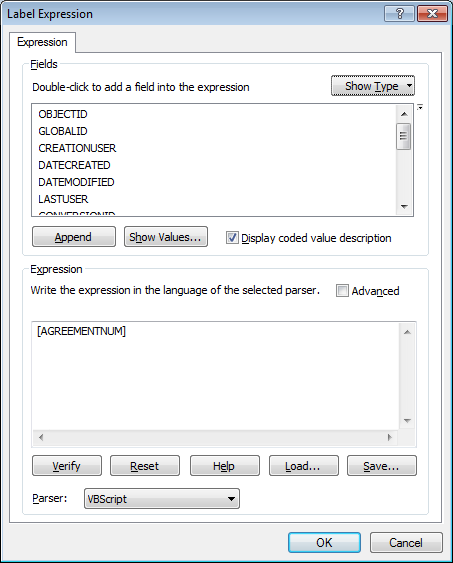 Label Expression
Expression
Fields
Double-click to add a field into the expression
Show Type
OBJECTID
GLOBALID
CREATIONUSER
DATECREATED
DATEMODIFIED
LASTUSER
CONVERSIONID
Append
Show Values...
Display coded value description
Expression
Write the expression in the language of the selected parser.
Advanced
[AGREEMENTNUM]
Verify
Reset
Help
Load...
Save...
Parser:
VBScript
OK
Cancel